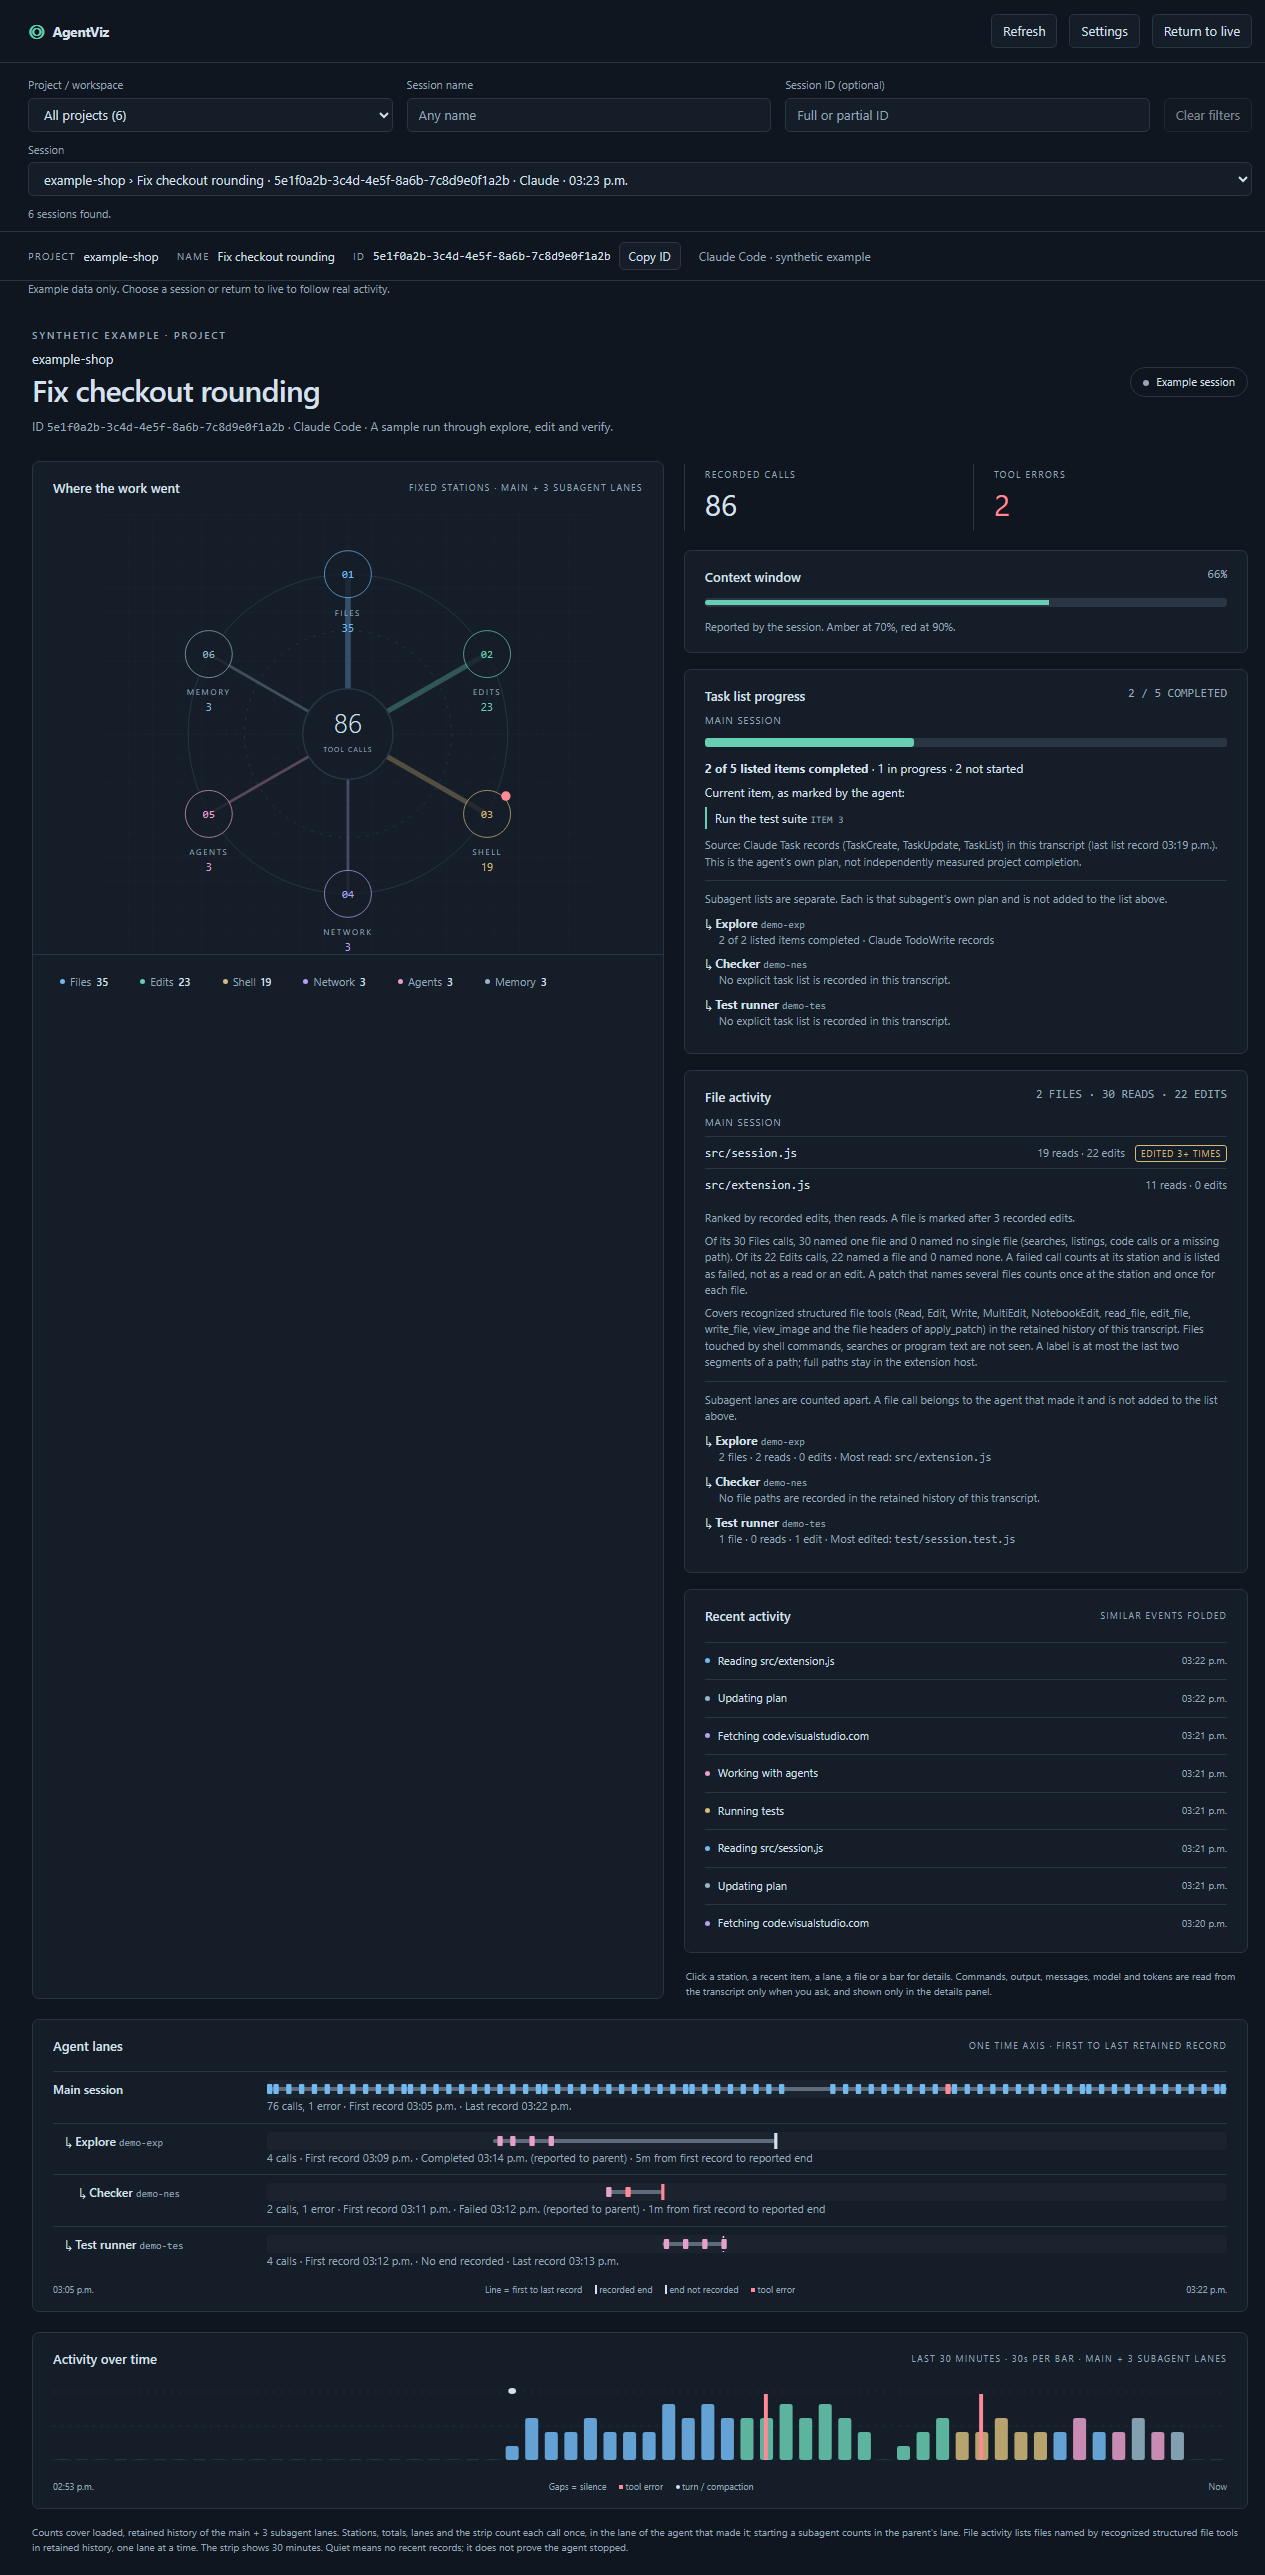 AgentViz
Refresh
Settings
Return to live
Project / workspace
Session name
Session ID (optional)
All projects (6)
Any name
Full or partial ID
Clear filters
Session
example-shop › Fix checkout rounding · 5e1f0a2b-3c4d-4e5f-8a6b-7c8d9e0f1a2b · Claude · 03:23 p.m.
6 sessions found.
PROJECT example-shop NAME Fix checkout rounding ID 5e1f0a2b-3c4d-4e5f-8a6b-7c8d9e0f1a2b Copy ID Claude Code · synthetic example
Example data only. Choose a session or return to live to follow real activity.
SYNTHETIC EXAMPLE · PROJECT
example-shop
Fix checkout rounding
Example session
ID 5e1f0a2b-3c4d-4e5f-8a6b-7c8d9e0f1a2b · Claude Code · A sample run through explore, edit and verify.
Where the work went
FIXED STATIONS · MAIN + 3 SUBAGENT LANES
01
FILES
35
06
MEMORY
3
02
EDITS
23
86
TOOL CALLS
05
AGENTS
3
03
SHELL
19
04
NETWORK
3
Files 35
Edits 23
Shell 19
Network 3
Agents 3
Memory 3
RECORDED CALLS
86
TOOL ERRORS
2
Context window
66%
Reported by the session. Amber at 70%, red at 90%.
Task list progress
2 / 5 COMPLETED
MAIN SESSION
2 of 5 listed items completed · 1 in progress · 2 not started
Current item, as marked by the agent:
Run the test suite ITEM 3
Source: Claude Task records (TaskCreate, TaskUpdate, TaskList) in this transcript (last list record 03:19 p.m.).
This is the agent's own plan, not independently measured project completion.
Subagent lists are separate. Each is that subagent's own plan and is not added to the list above.
↳ Explore demo-exp
2 of 2 listed items completed · Claude TodoWrite records
↳ Checker demo-nes
No explicit task list is recorded in this transcript.
↳ Test runner demo-tes
No explicit task list is recorded in this transcript.
File activity
2 FILES · 30 READS · 22 EDITS
MAIN SESSION
src/session.js
19 reads · 22 edits
EDITED 3+ TIMES
src/extension.js
11 reads · 0 edits
Ranked by recorded edits, then reads. A file is marked after 3 recorded edits.
Of its 30 Files calls, 30 named one file and 0 named no single file (searches, listings, code calls or a missing
path). Of its 22 Edits calls, 22 named a file and 0 named none. A failed call counts at its station and is listed
as failed, not as a read or an edit. A patch that names several files counts once at the station and once for
each file.
Covers recognized structured file tools (Read, Edit, Write, MultiEdit, NotebookEdit, read_file, edit_file,
write_file, view_image and the file headers of apply_patch) in the retained history of this transcript. Files
touched by shell commands, searches or program text are not seen. A label is at most the last two
segments of a path; full paths stay in the extension host.
Subagent lanes are counted apart. A file call belongs to the agent that made it and is not added to the list
above.
↳ Explore demo-exp
2 files · 2 reads · 0 edits · Most read: src/extension.js
↳ Checker demo-nes
No file paths are recorded in the retained history of this transcript.
↳ Test runner demo-tes
1 file · 0 reads · 1 edit · Most edited: test/session.test.js
Recent activity
SIMILAR EVENTS FOLDED
Reading src/extension.js 03:22 p.m.
Updating plan 03:22 p.m.
Fetching code.visualstudio.com 03:21 p.m.
Working with agents 03:21 p.m.
Running tests 03:21 p.m.
Reading src/session.js 03:21 p.m.
Updating plan 03:21 p.m.
Fetching code.visualstudio.com 03:20 p.m.
Click a station, a recent item, a lane, a file or a bar for details. Commands, output, messages, model and tokens are read from
the transcript only when you ask, and shown only in the details panel.
Agent lanes
ONE TIME AXIS · FIRST TO LAST RETAINED RECORD
Main session
76 calls, 1 error · First record 03:05 p.m. · Last record 03:22 p.m.
↳ Explore demo-exp
4 calls · First record 03:09 p.m. · Completed 03:14 p.m. (reported to parent) · 5m from first record to reported end
↳ Checker demo-nes
2 calls, 1 error · First record 03:11 p.m. · Failed 03:12 p.m. (reported to parent) · 1m from first record to reported end
↳ Test runner demo-tes
4 calls · First record 03:12 p.m. · No end recorded · Last record 03:13 p.m.
03:05 p.m.
Line = first to last record
recorded end
end not recorded
tool error
03:22 p.m.
Activity over time
LAST 30 MINUTES · 30s PER BAR · MAIN + 3 SUBAGENT LANES
02:53 p.m.
Gaps = silence
tool error
turn / compaction
Now
Counts cover loaded, retained history of the main + 3 subagent lanes. Stations, totals, lanes and the strip count each call once, in the lane of the agent that made it; starting a subagent counts in the parent's lane. File activity lists files named by recognized structured file tools
in retained history, one lane at a time. The strip shows 30 minutes. Quiet means no recent records; it does not prove the agent stopped.